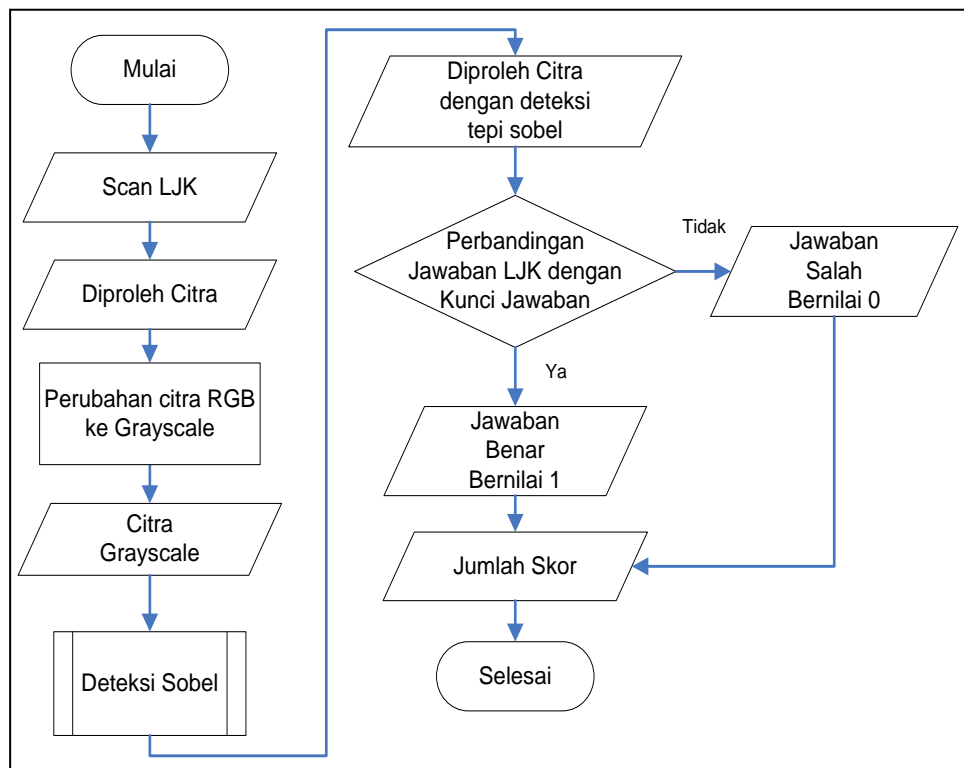 Mulai
Scan LJK
Diproleh Citra
Perubahan citra RGB
ke Grayscale
Citra
Grayscale
Deteksi Sobel
Diproleh Citra
dengan deteksi
tepi sobel
Perbandingan
Jawaban LJK dengan
Kunci Jawaban
Tidak
Jawaban
Salah
Bernilai 0
Ya
Jawaban
Benar
Bernilai 1
Jumlah Skor
Selesai